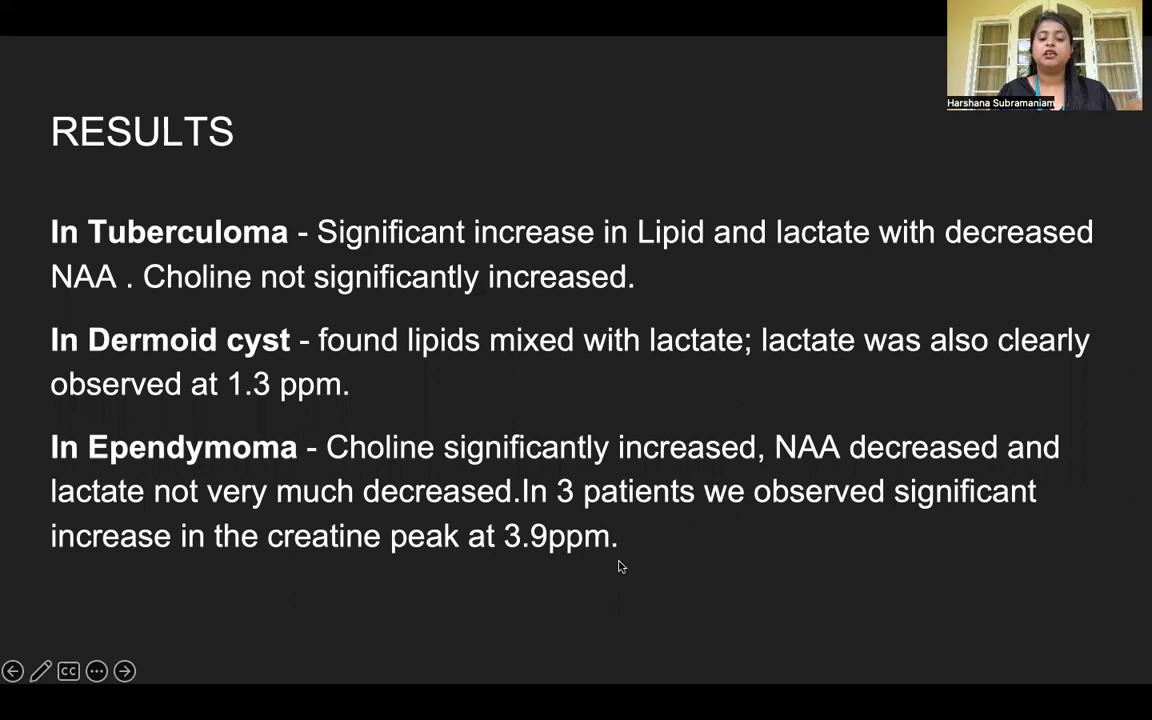 Harshana Subramaniam
RESULTS
In Tuberculoma - Significant increase in Lipid and lactate with decreased
NAA . Choline not significantly increased.
In Dermoid cyst - found lipids mixed with lactate; lactate was also clearly
observed at 1.3 ppm.
In Ependymoma - Choline significantly increased, NAA decreased and
lactate not very much decreased.In 3 patients we observed significant
increase in the creatine peak at 3.9ppm.
CC